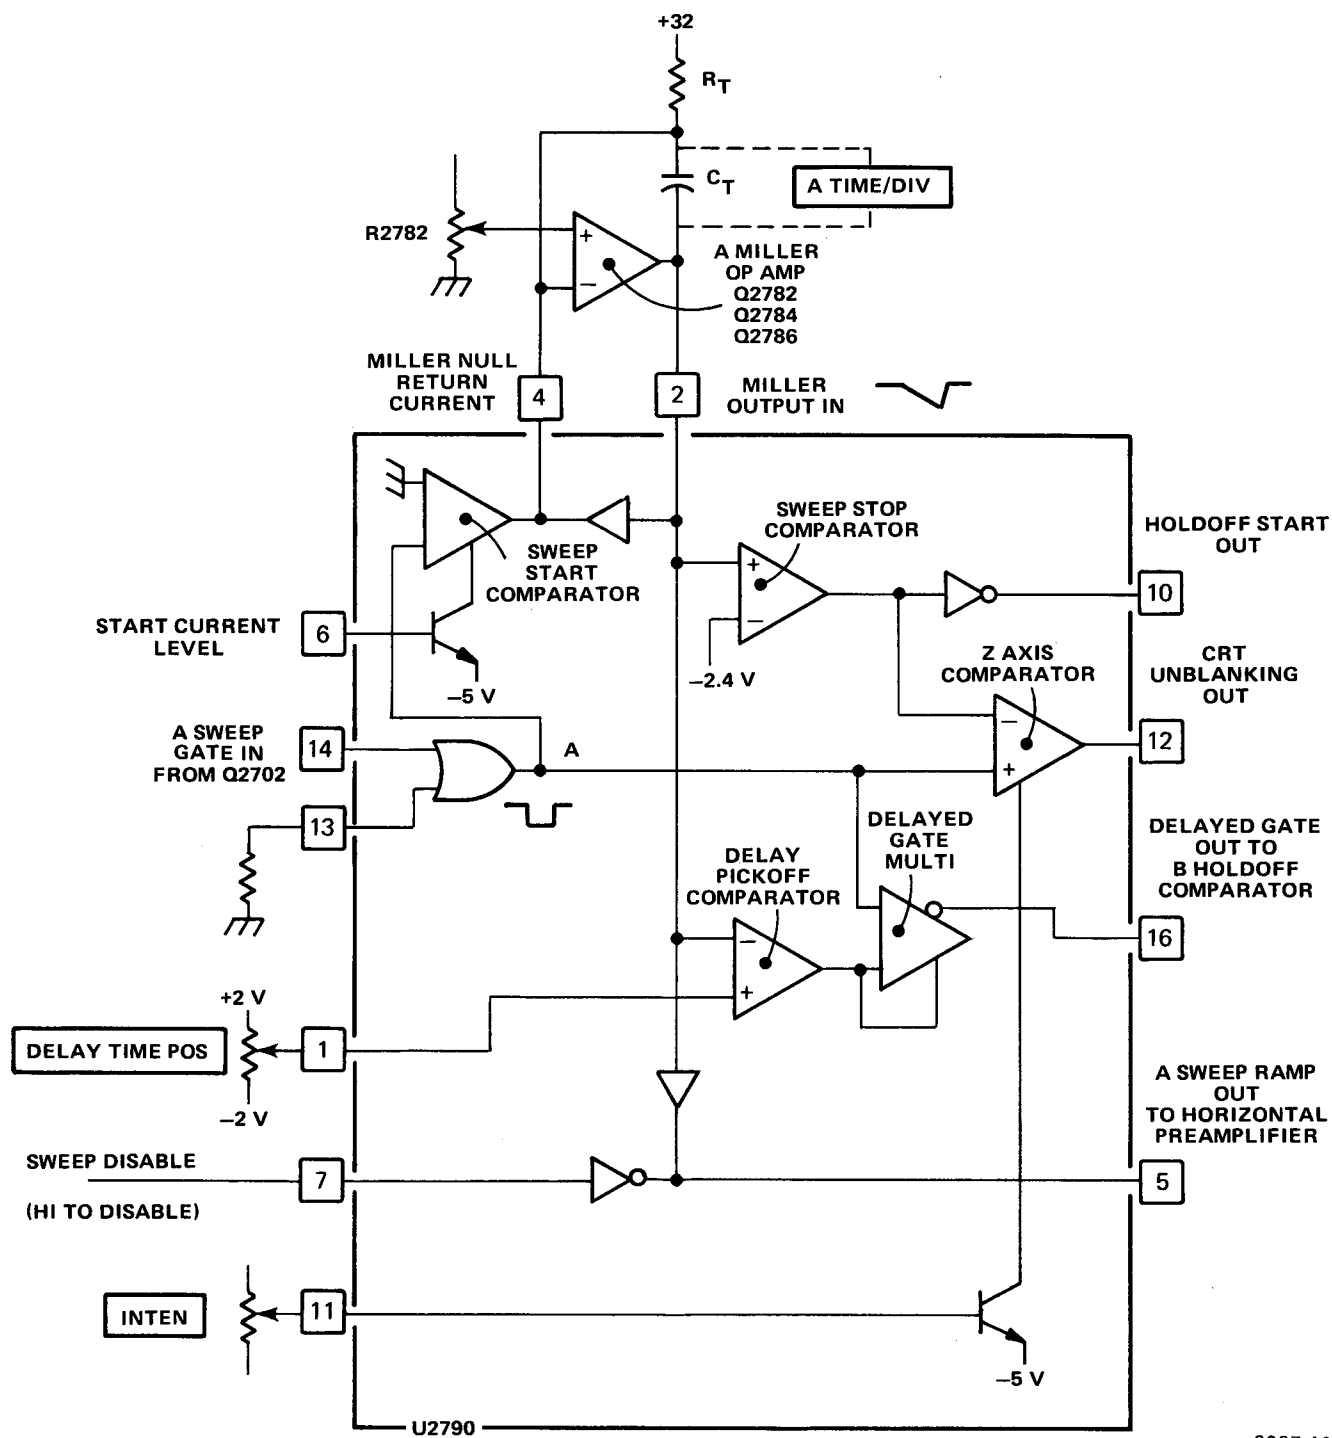 +32
RT
CT
A TIME/DIV
R2782
+
−
A MILLER
OP AMP
Q2782
Q2784
Q2786
MILLER NULL
RETURN
CURRENT
4
2
MILLER
OUTPUT IN
SWEEP STOP
COMPARATOR
HOLDOFF START
OUT
SWEEP
START
COMPARATOR
+
−
−2.4 V
10
START CURRENT
LEVEL
6
−5 V
Z AXIS
COMPARATOR
CRT
UNBLANKING
OUT
−
+
12
A SWEEP
GATE IN
FROM Q2702
14
A
13
DELAYED
GATE
MULTI
DELAY
PICKOFF
COMPARATOR
−
+
DELAYED GATE
OUT TO
B HOLDOFF
COMPARATOR
16
+2 V
DELAY TIME POS
1
−2 V
A SWEEP RAMP
OUT
TO HORIZONTAL
PREAMPLIFIER
SWEEP DISABLE
7
5
(HI TO DISABLE)
INTEN
11
−5 V
U2790